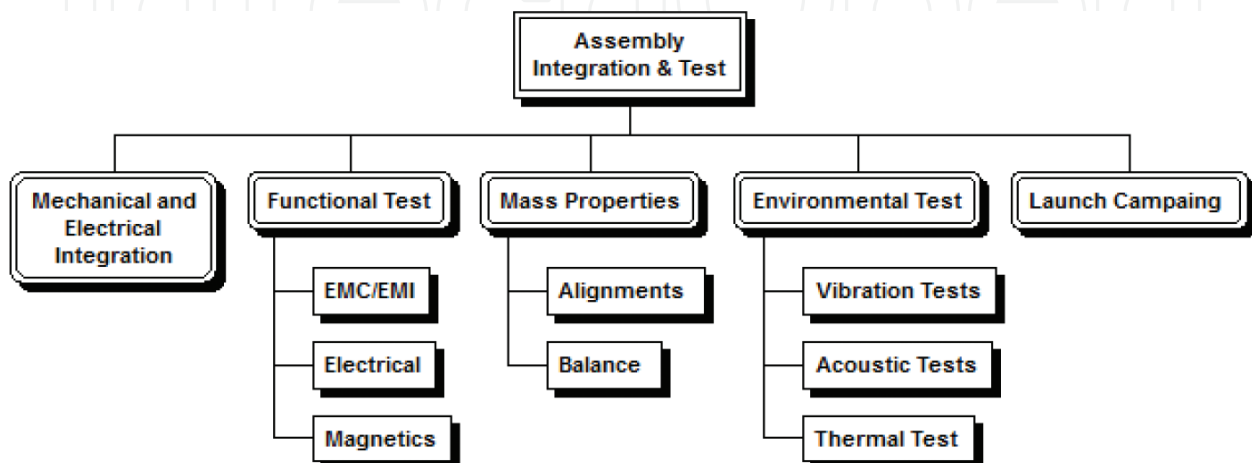 Assembly
Integration & Test
Mechanical and
Electrical
Integration
Functional Test
Mass Properties
Environmental Test
Launch Campaing
EMC/EMI
Alignments
Vibration Tests
Electrical
Balance
Acoustic Tests
Magnetics
Thermal Test